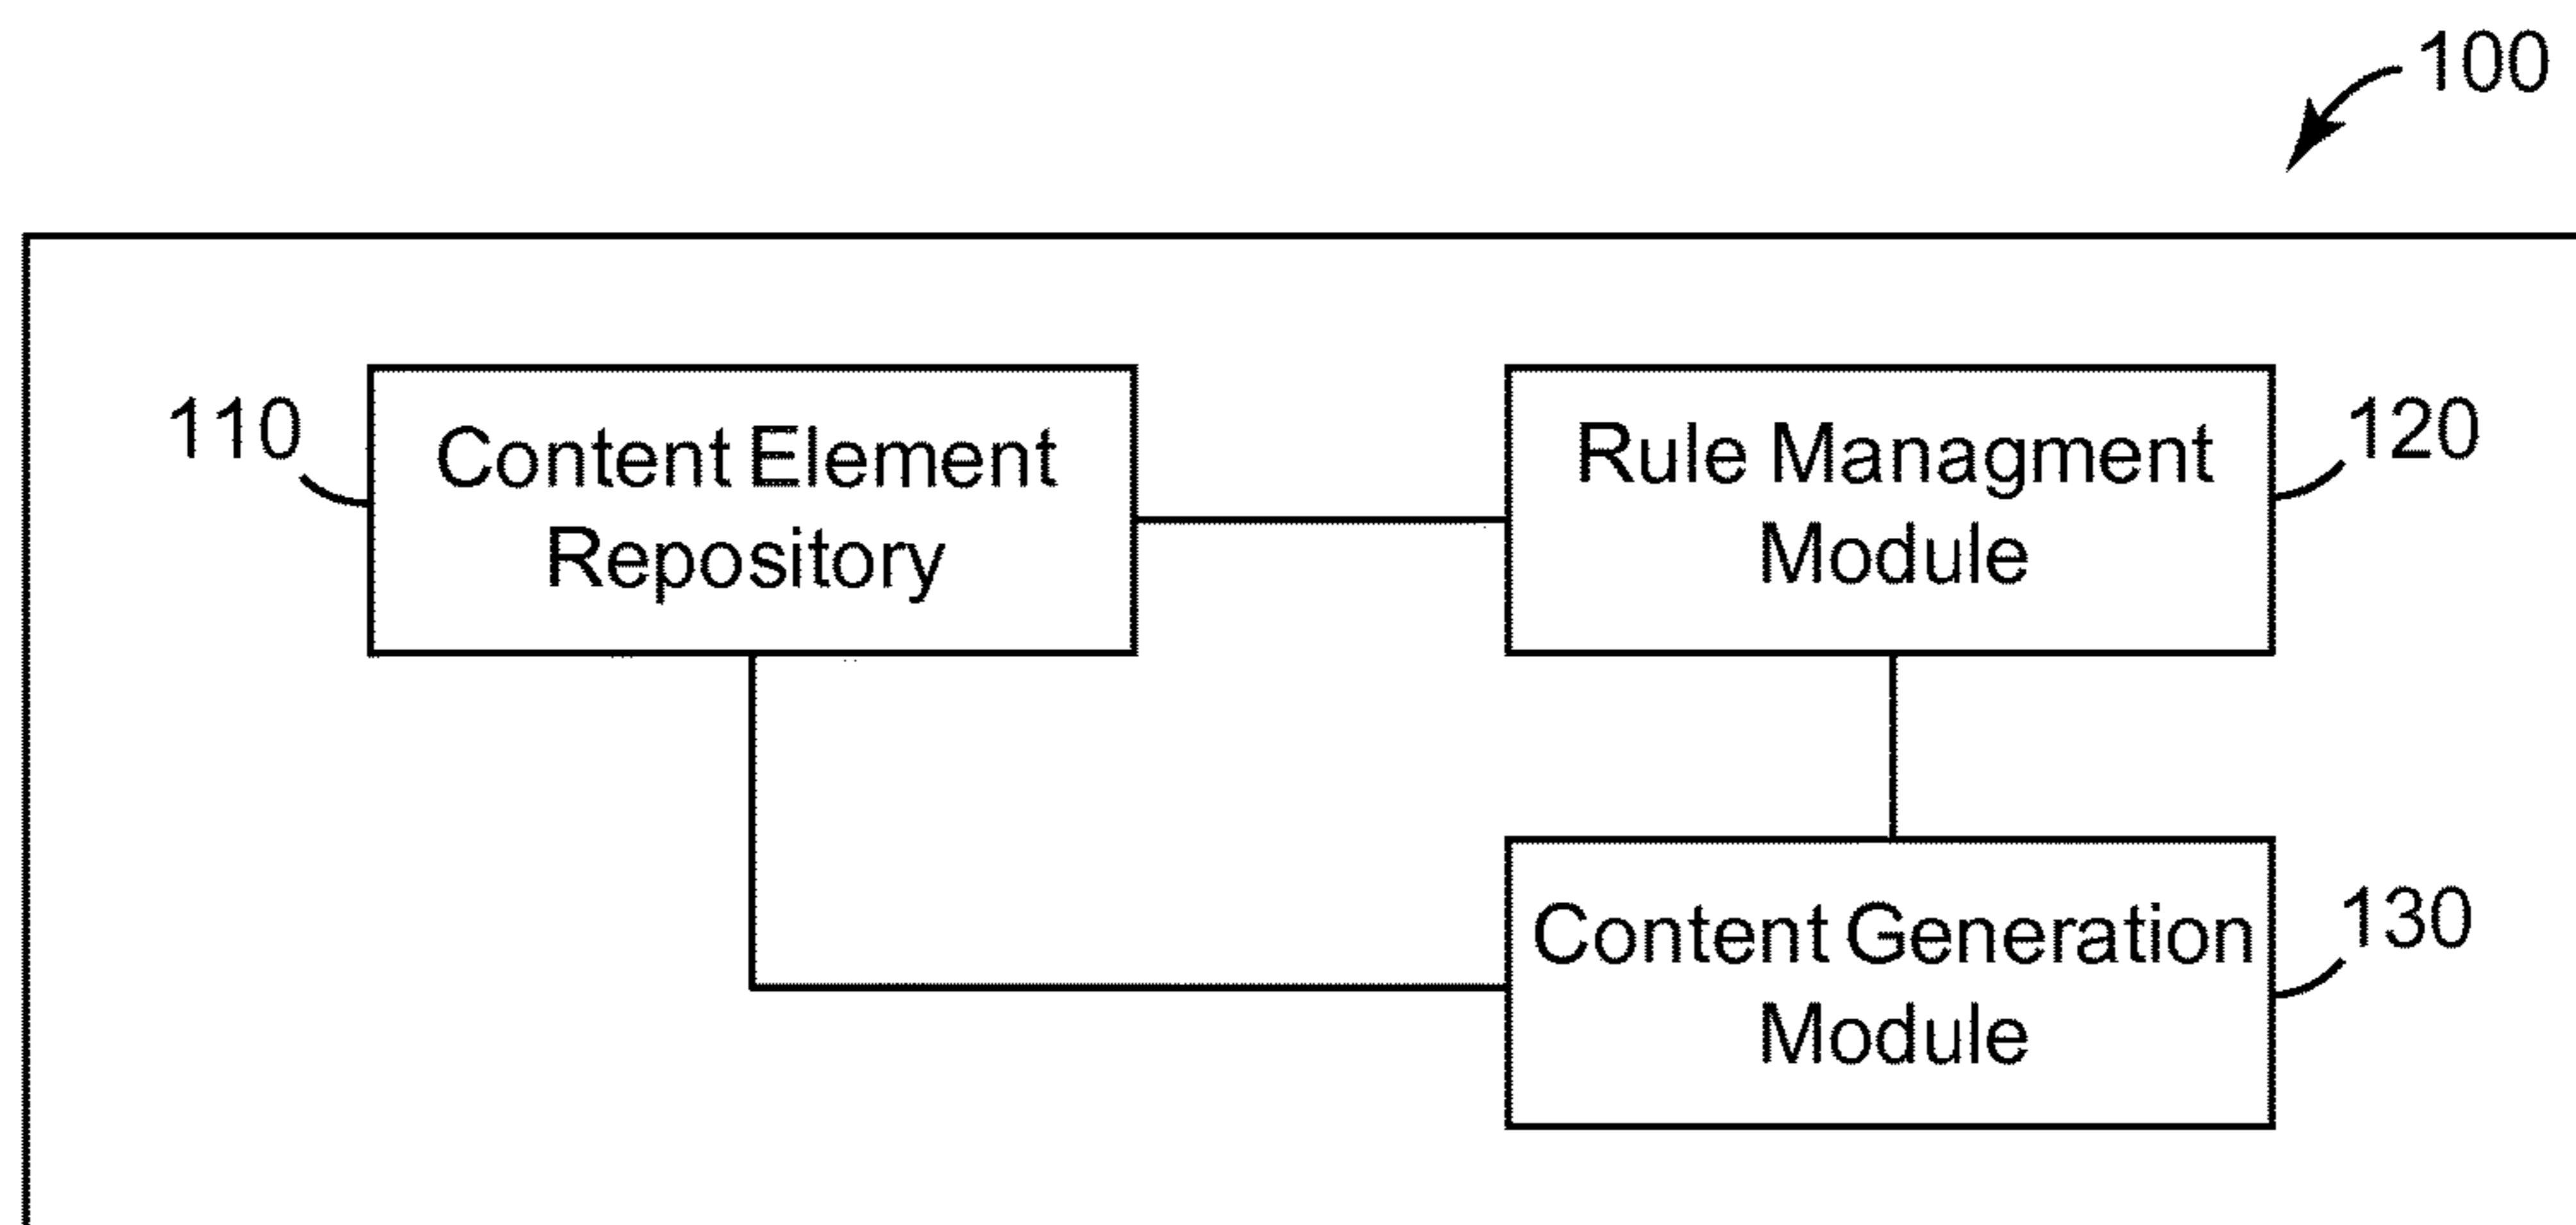 100
110
Content Element
Repository
Rule Managment
Module
120
Content Generation
Module
130